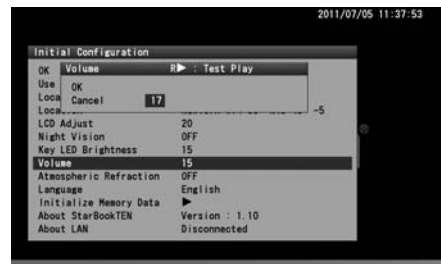 2011/07/05 11:37:53
Initial Configuration
OK Volume R▶ : Test Play
Use OK
Loca Cancel 17
Loca -5
LCD Adjust 20
Night Vision OFF
Key LED Brightness 15
Volume 15
Atmospheric Refraction OFF
Language English
Initialize Memory Data ▶
About StarBookTEN Version : 1.10
About LAN Disconnected